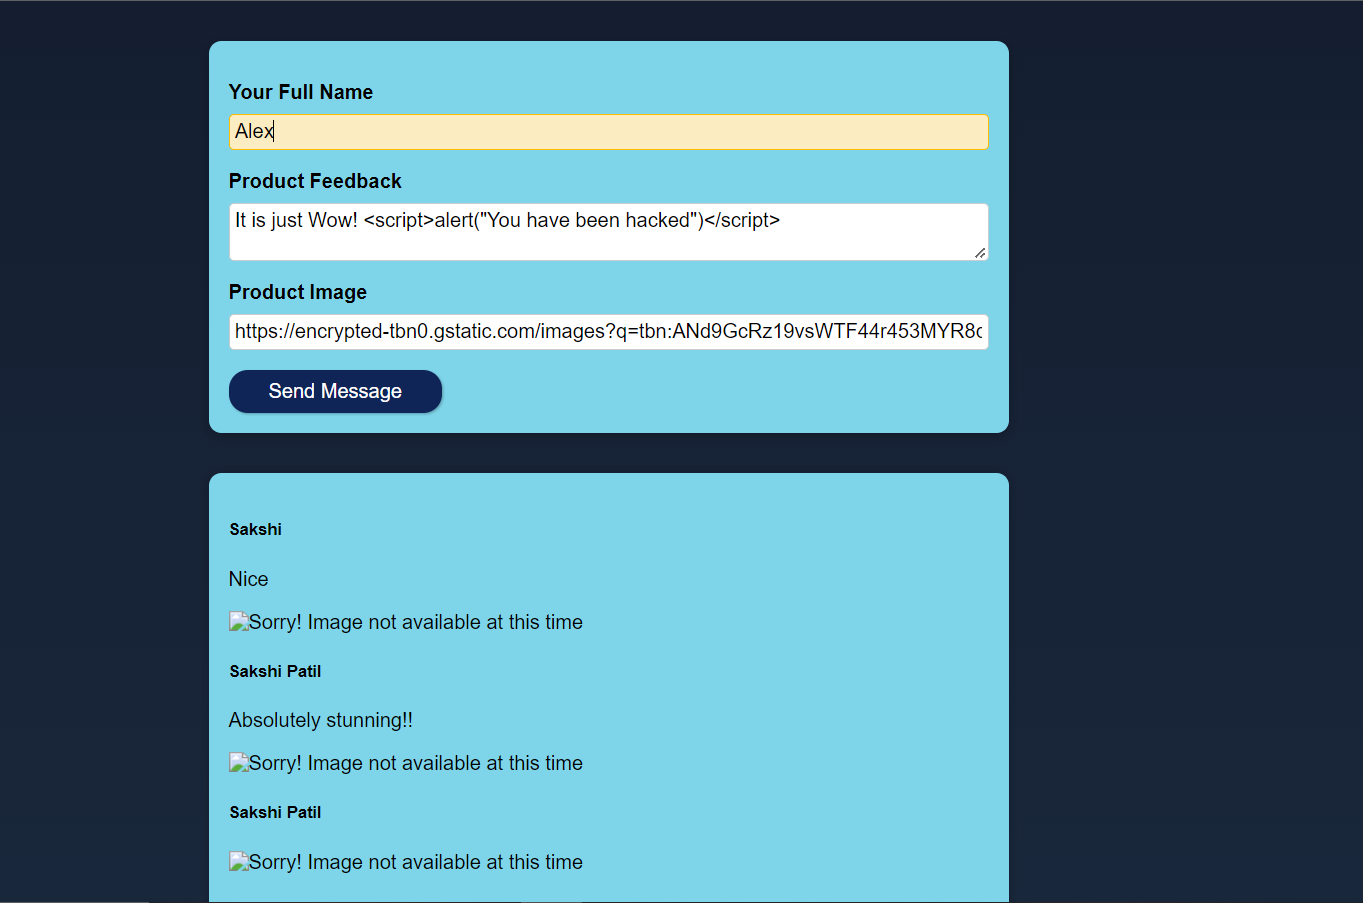 Your Full Name
Alex
Product Feedback
It is just Wow! <script>alert("You have been hacked")</script>
Product Image
https://encrypted-tbn0.gstatic.com/images?q=tbn:ANd9GcRz19vsWTF44r453MYR8c
Send Message
Sakshi
Nice
Sorry! Image not available at this time
Sakshi Patil
Absolutely stunning!!
Sorry! Image not available at this time
Sakshi Patil
Sorry! Image not available at this time